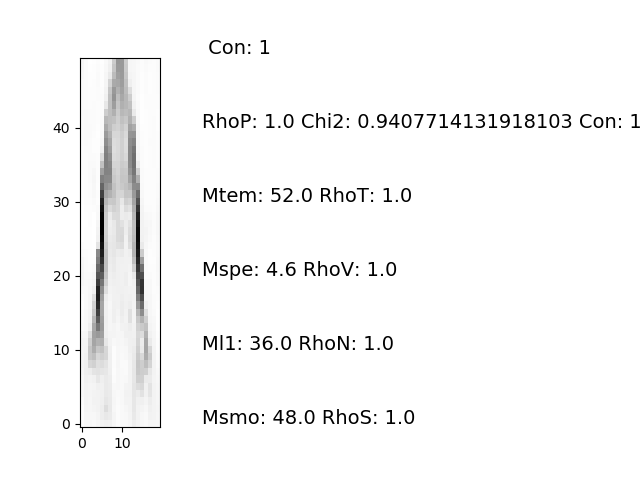 Con: 1
RhoP: 1.0 Chi2: 0.9407714131918103 Con: 1
Mtem: 52.0 RhoT: 1.0
Mspe: 4.6 RhoV: 1.0
Ml1: 36.0 RhoN: 1.0
Msmo: 48.0 RhoS: 1.0
40
30
20
10
0
0 10